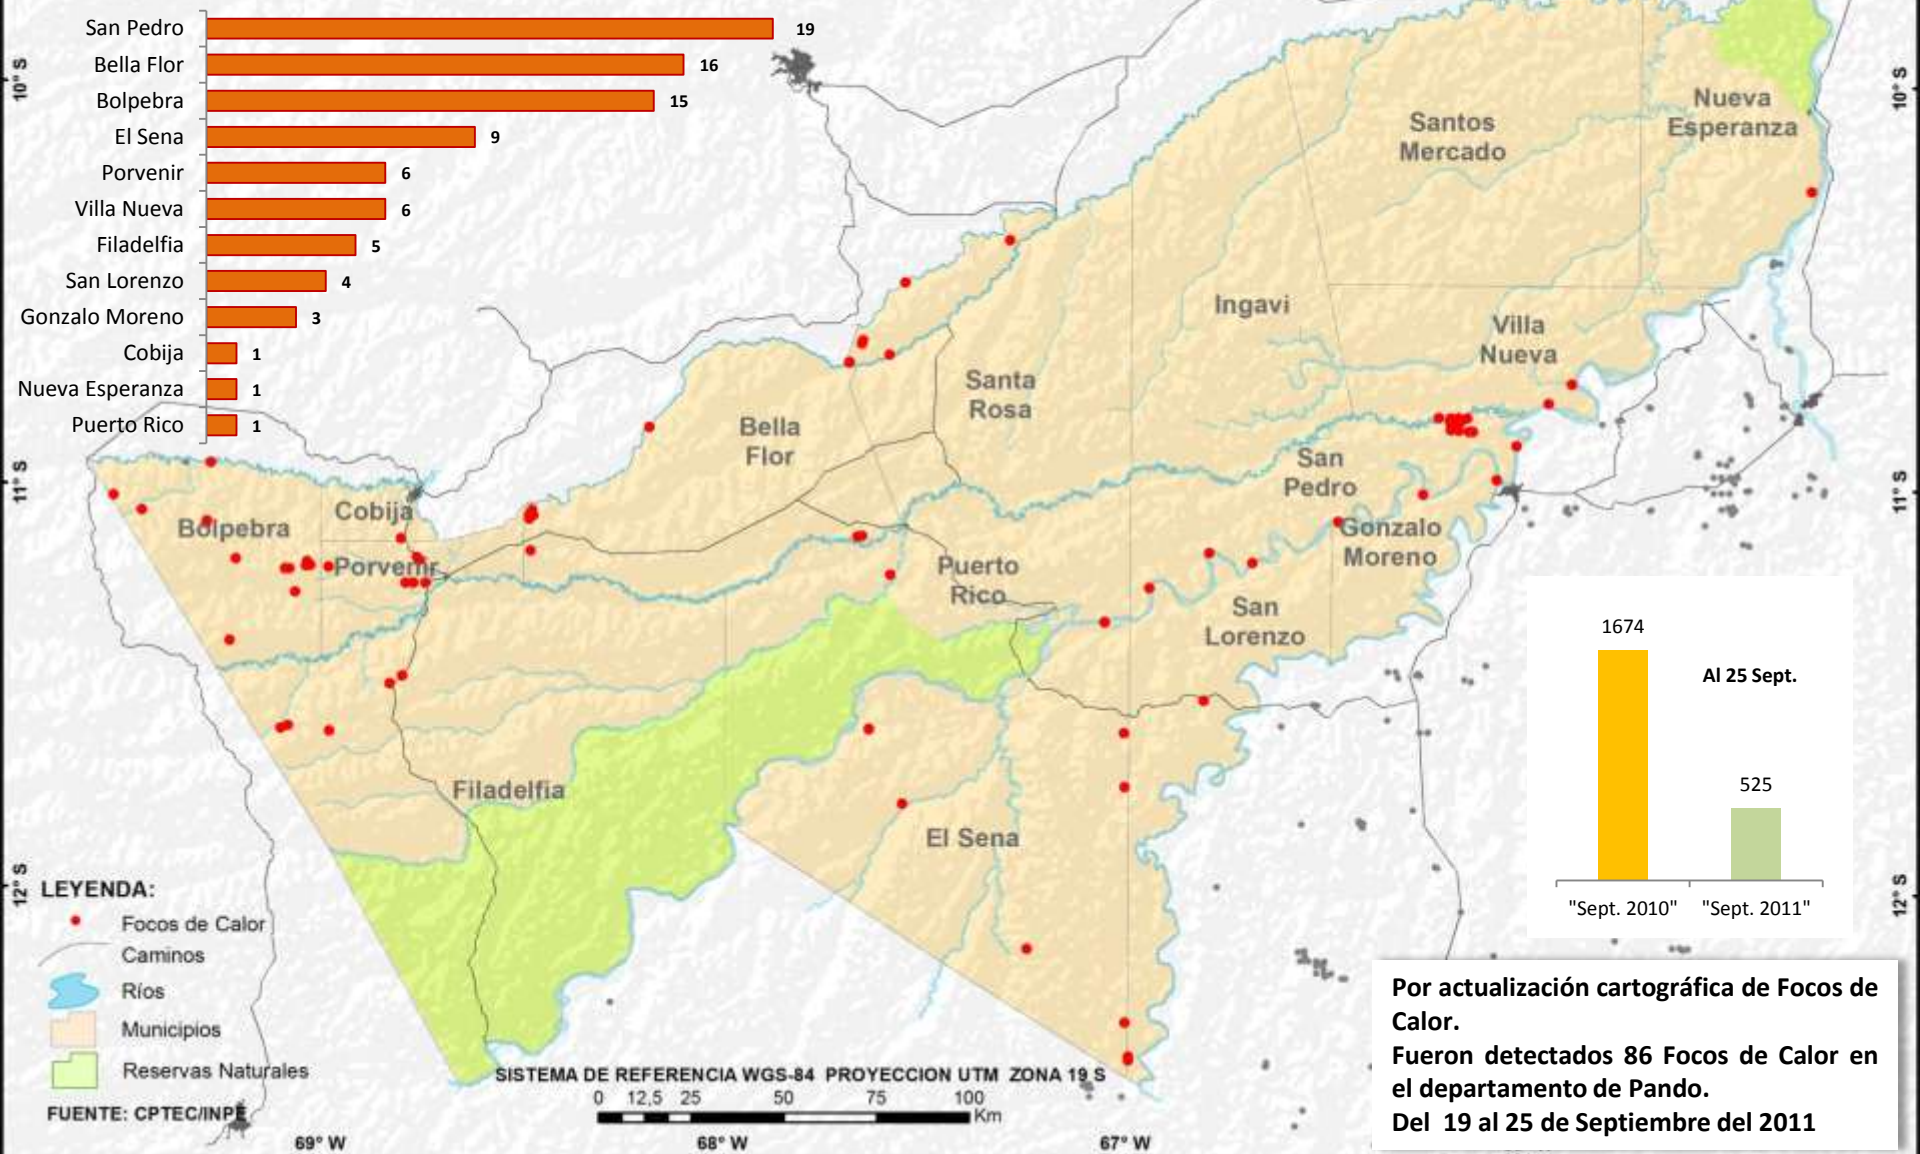 San Pedro 19
Bella Flor 16
Bolpebra 15
El Sena 9
Porvenir 6
Villa Nueva 6
Filadelfia 5
San Lorenzo 4
Gonzalo Moreno 3
Cobija 1
Nueva Esperanza 1
Puerto Rico 1
10° S
11° S
12° S
10° S
11° S
12° S
Nueva
Esperanza
Santos
Mercado
Ingavi
Villa
Nueva
Santa
Rosa
Bella
Flor
San
Pedro
Cobija
Bolpebra
Gonzalo
Moreno
Porvenir
Puerto
Rico
San
Lorenzo
Filadelfia
El Sena
1674
Al 25 Sept.
525
"Sept. 2010" "Sept. 2011"
LEYENDA:
Focos de Calor
Caminos
Ríos
Municipios
Reservas Naturales
FUENTE: CPTEC/INPE
SISTEMA DE REFERENCIA WGS-84 PROYECCION UTM ZONA 19 S
0 12,5 25 50 75 100
Km
69° W 68° W 67° W
Por actualización cartográfica de Focos de
Calor.
Fueron detectados 86 Focos de Calor en
el departamento de Pando.
Del 19 al 25 de Septiembre del 2011